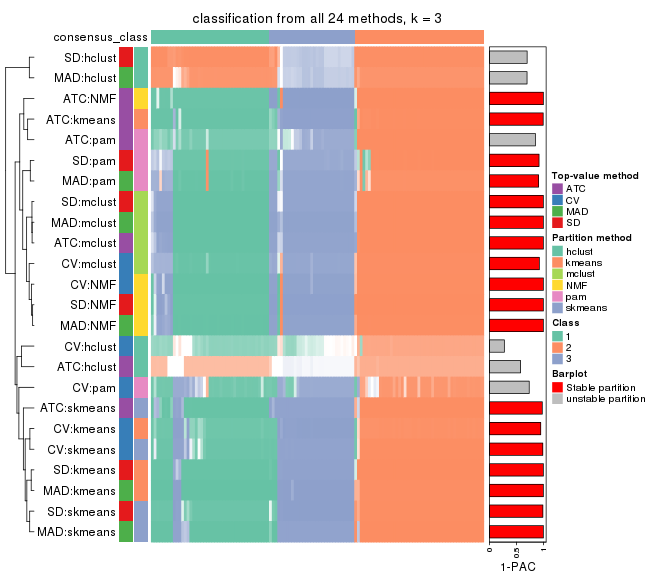 classification from all 24 methods, k = 3
consensus_class
SD:hclust
MAD:hclust
ATC:NMF
ATC:kmeans
ATC:pam
SD:pam
MAD:pam
SD:mclust
MAD:mclust
ATC:mclust
CV:mclust
CV:NMF
SD:NMF
MAD:NMF
CV:hclust
ATC:hclust
CV:pam
ATC:skmeans
CV:kmeans
CV:skmeans
SD:kmeans
MAD:kmeans
SD:skmeans
MAD:skmeans
0
0.5
1
1-PAC
Top-value method
ATC
CV
MAD
SD
Partition method
hclust
kmeans
mclust
NMF
pam
skmeans
Class
1
2
3
Barplot
Stable partition
unstable partition